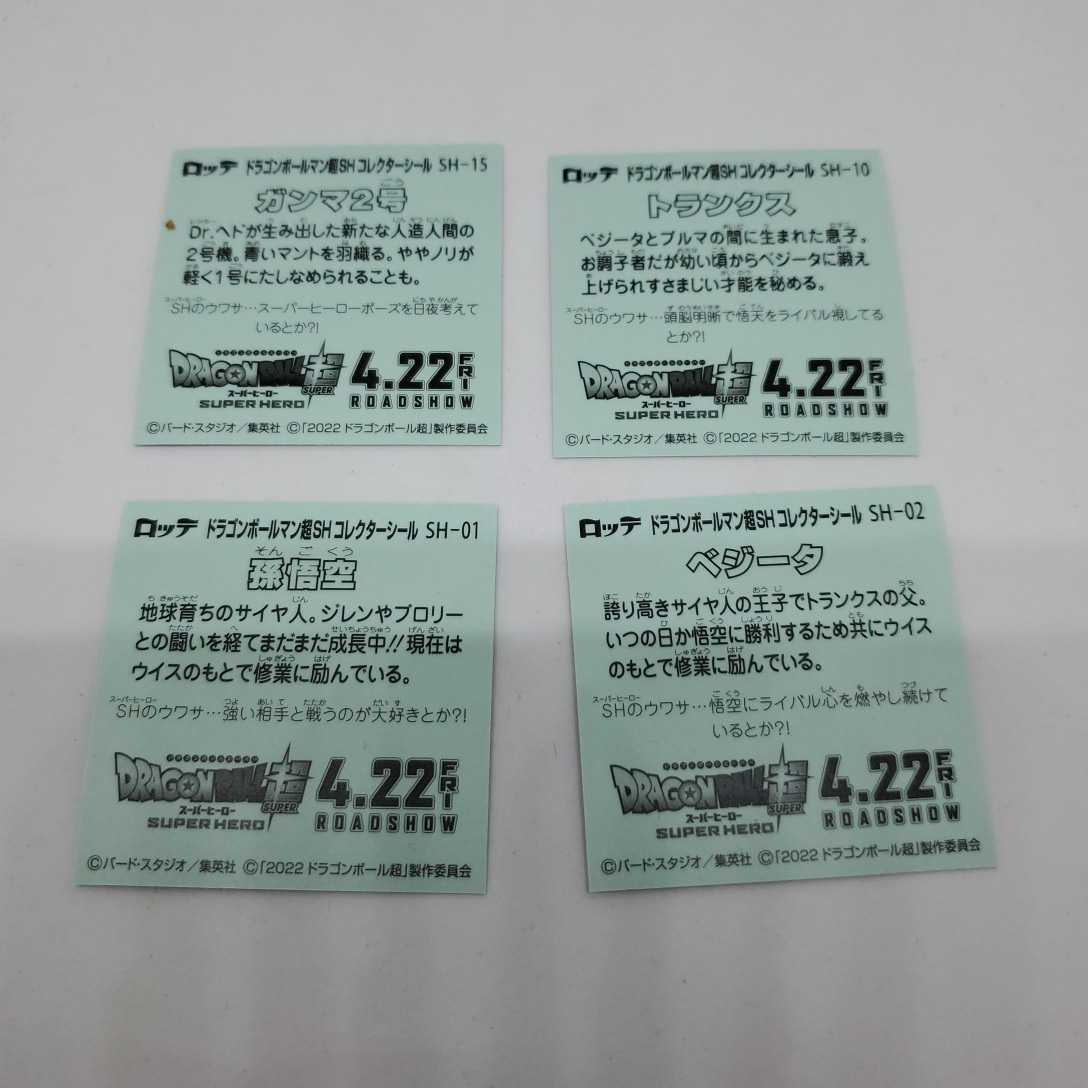 ロッテ ドラゴンボールマン超SHコレクターシール SH-15
ガンマ2号
Dr.ヘドが生み出した新たな人造人間の
2号機。青いマントを羽織る。ややノリが
軽く1号にたしなめられることも。
SHのウワサ…スーパーヒーローポーズを日夜考えて
いるとか?!
DRAGON BALL超 SUPER
スーパーヒーロー
SUPER HERO
4.22 FRI
ROADSHOW
©バード・スタジオ/集英社 ©「2022 ドラゴンボール超」製作委員会
ロッテ ドラゴンボールマン超SHコレクターシール SH-10
トランクス
ベジータとブルマの間に生まれた息子。
お調子者だが幼い頃からベジータに鍛え
上げられすさまじい才能を秘める。
SHのウワサ…頭脳明晰で悟天をライバル視してる
とか?!
DRAGON BALL超 SUPER
スーパーヒーロー
SUPER HERO
4.22 FRI
ROADSHOW
©バード・スタジオ/集英社 ©「2022 ドラゴンボール超」製作委員会
ロッテ ドラゴンボールマン超SHコレクターシール SH-01
孫悟空
地球育ちのサイヤ人。ジレンやブロリー
との闘いを経てまだまだ成長中!!現在は
ウイスのもとで修業に励んでいる。
SHのウワサ…強い相手と戦うのが大好きとか?!
DRAGON BALL超 SUPER
スーパーヒーロー
SUPER HERO
4.22 FRI
ROADSHOW
©バード・スタジオ/集英社 ©「2022 ドラゴンボール超」製作委員会
ロッテ ドラゴンボールマン超SHコレクターシール SH-02
ベジータ
誇り高きサイヤ人の王子でトランクスの父。
いつの日か悟空に勝利するため共にウイス
のもとで修業に励んでいる。
SHのウワサ…悟空にライバル心を燃やし続けて
いるとか?!
DRAGON BALL超 SUPER
スーパーヒーロー
SUPER HERO
4.22 FRI
ROADSHOW
©バード・スタジオ/集英社 ©「2022 ドラゴンボール超」製作委員会